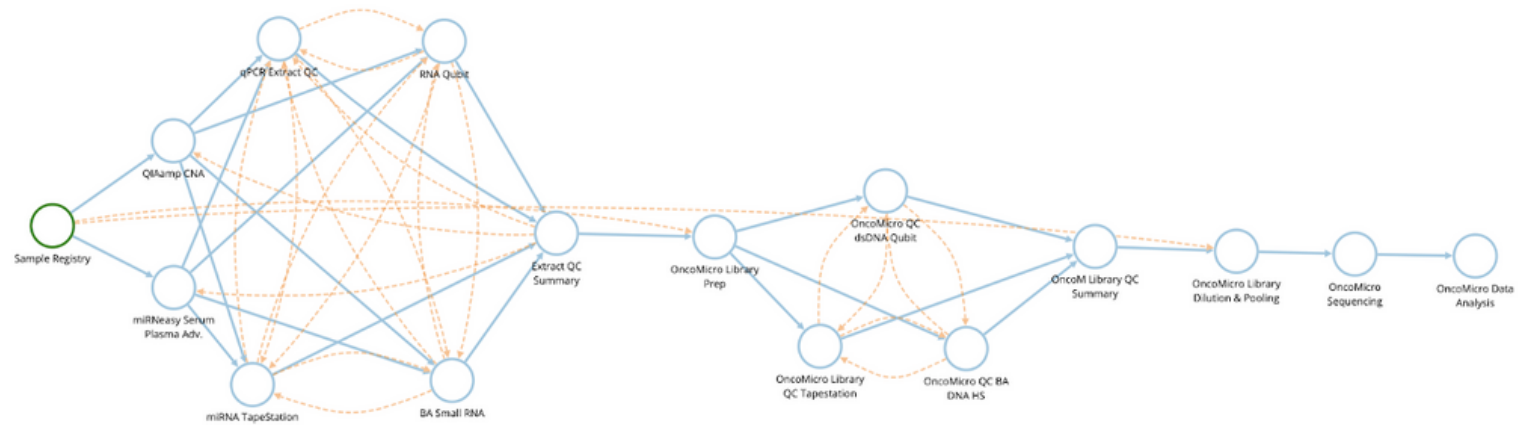 qPCR Extract QC
RNA Qubit
QIAamp CNA
Sample Registry
miRNeasy Serum
Plasma Adv.
miRNA TapeStation
BA Small RNA
Extract QC
Summary
OncoMicro Library
Prep
OncoMicro QC
dsDNA Qubit
OncoMicro Library
QC Tapestation
OncoMicro QC BA
DNA HS
OncoM Library QC
Summary
OncoMicro Library
Dilution & Pooling
OncoMicro
Sequencing
OncoMicro Data
Analysis